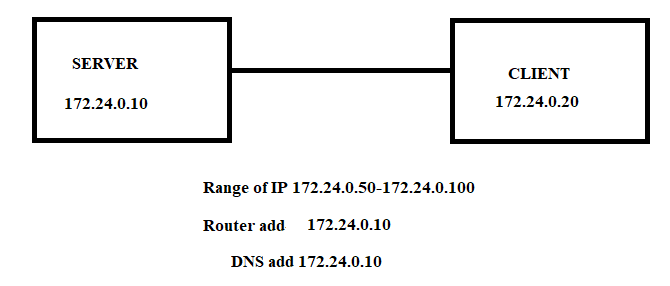 SERVER
172.24.0.10
CLIENT
172.24.0.20
Range of IP 172.24.0.50-172.24.0.100
Router add 172.24.0.10
DNS add 172.24.0.10